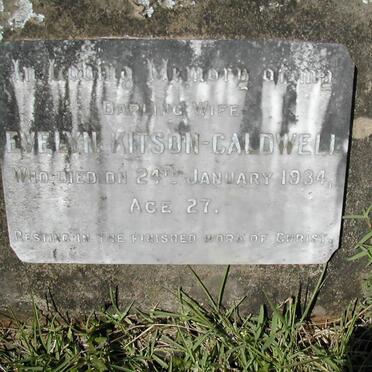 In Loving Memory of my
Darling Wife
EVELYN KITSON-CALDWELL
Who died on 24th January 1934,
Age 27.
Resting in the finished work of Christ.